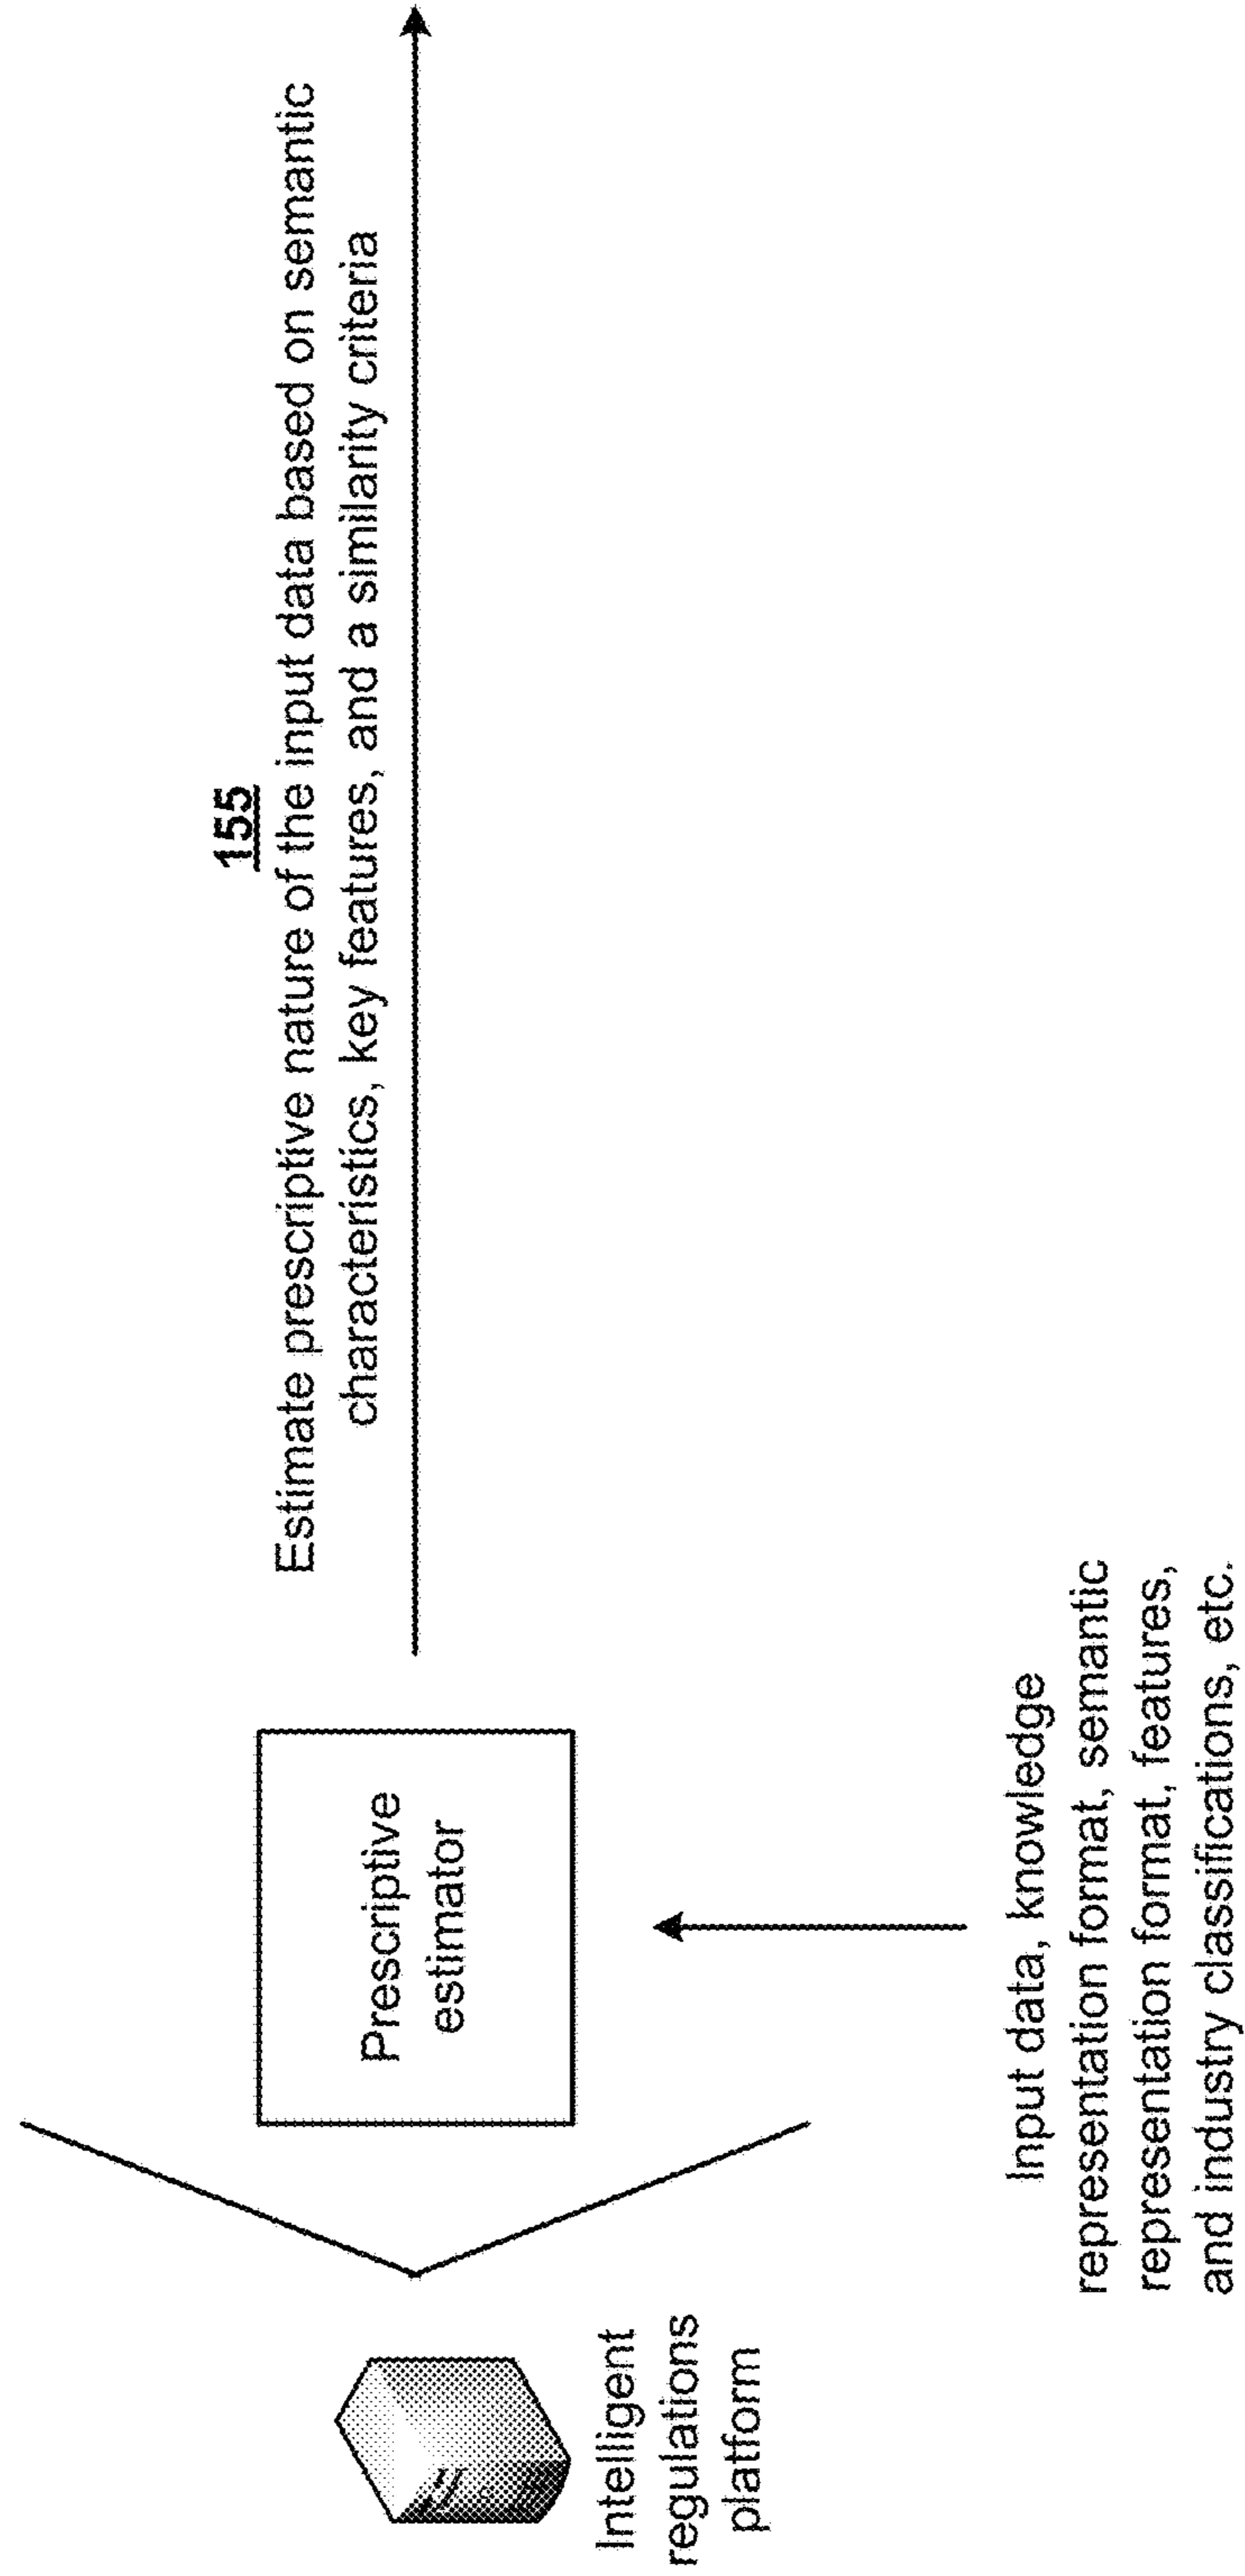 155
Estimate prescriptive nature of the input data based on semantic
characteristics, key features, and a similarity criteria
Prescriptive
estimator
Intelligent
regulations
platform
Input data, knowledge
representation format, semantic
representation format, features,
and industry classifications, etc.